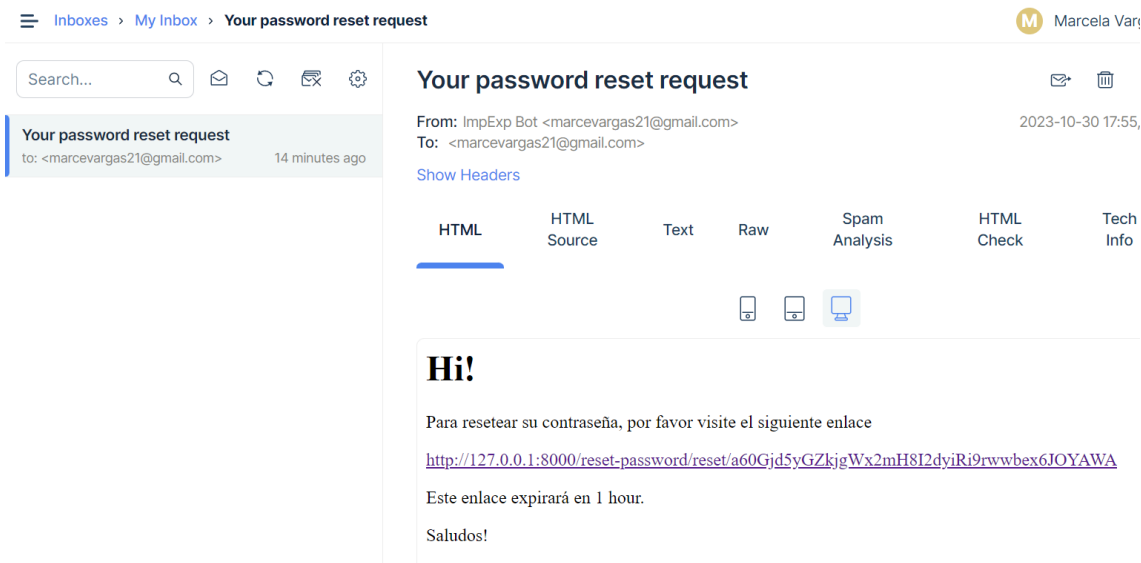 Inboxes › My Inbox › Your password reset request
M Marcela Varg
Search...
Your password reset request
to: <marcevargas21@gmail.com> 14 minutes ago
Your password reset request
From: ImpExp Bot <marcevargas21@gmail.com> 2023-10-30 17:55,
To: <marcevargas21@gmail.com>
Show Headers
HTML
HTML Source
Text
Raw
Spam Analysis
HTML Check
Tech Info
Hi!
Para resetear su contraseña, por favor visite el siguiente enlace
http://127.0.0.1:8000/reset-password/reset/a60Gjd5yGZkjgWx2mH8I2dyiRi9rwwbex6JOYAWA
Este enlace expirará en 1 hour.
Saludos!